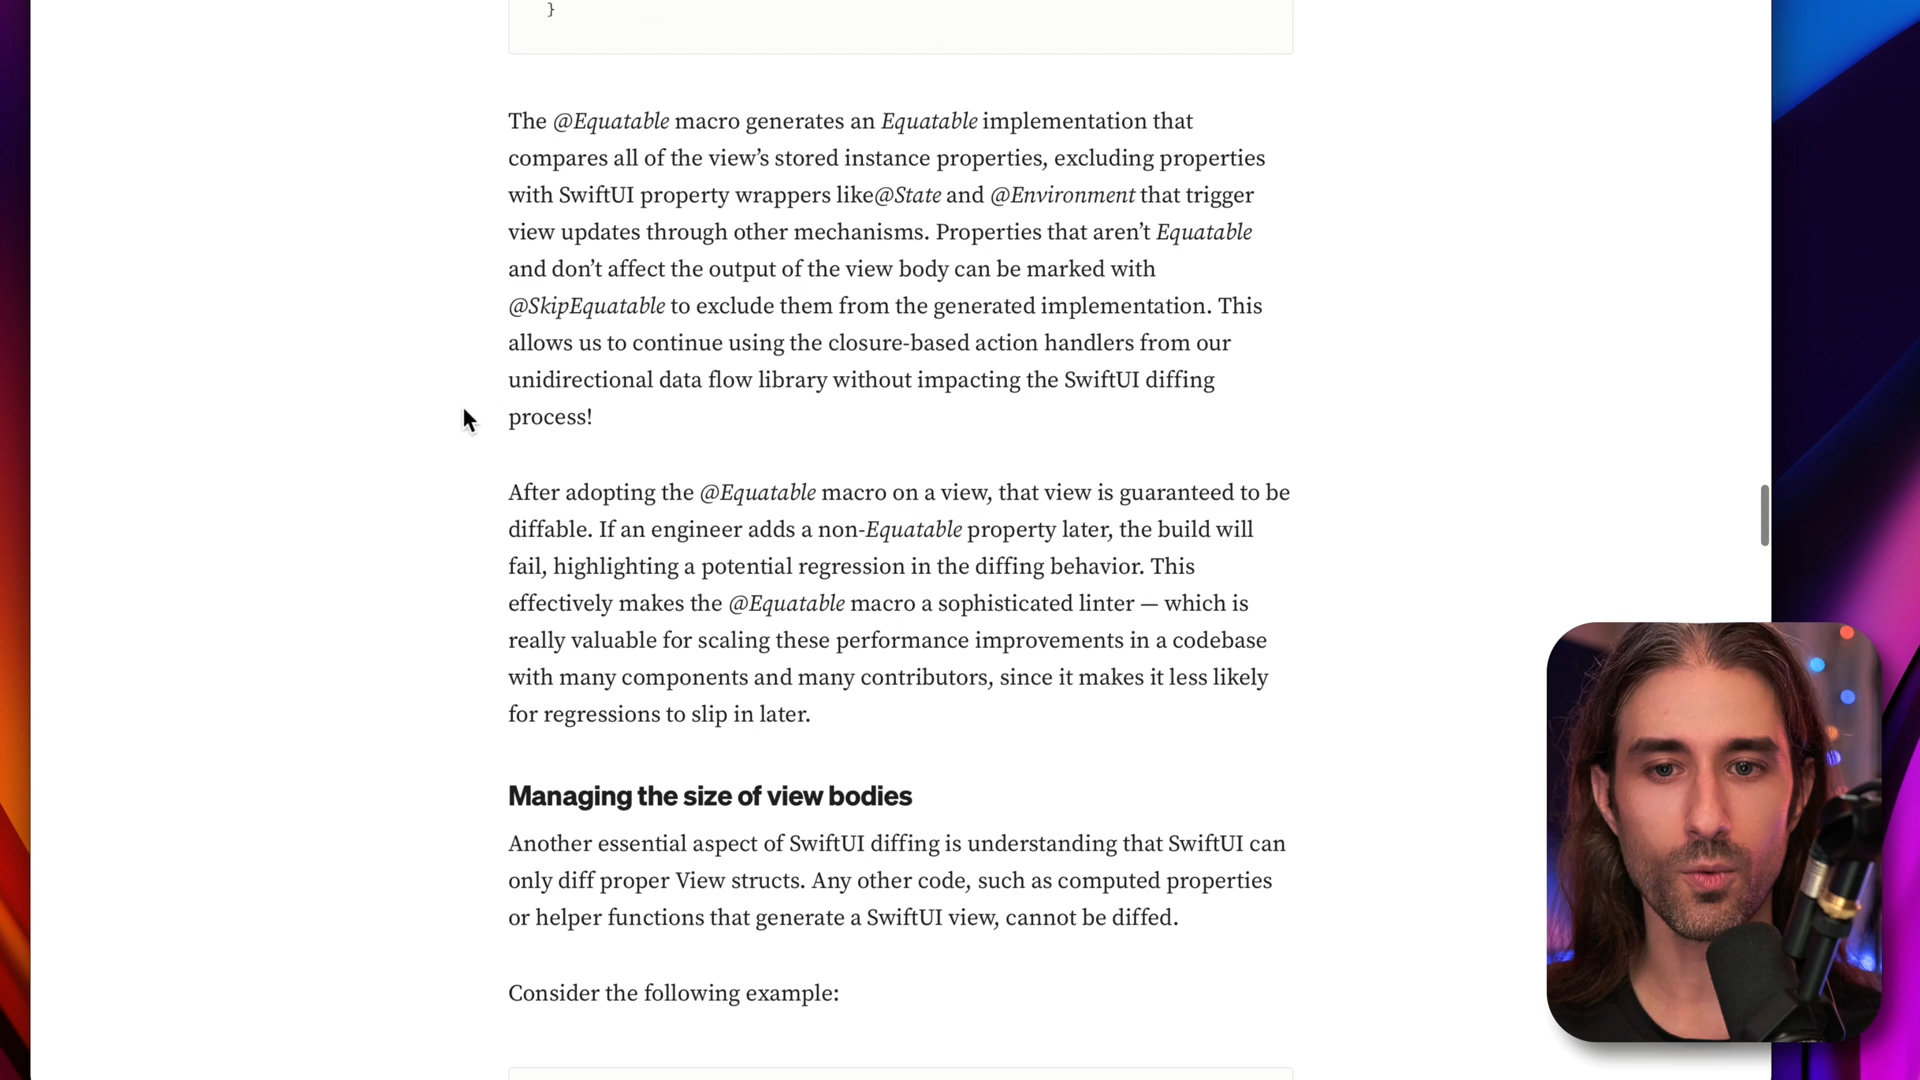 }
The @Equatable macro generates an Equatable implementation that
compares all of the view’s stored instance properties, excluding properties
with SwiftUI property wrappers like@State and @Environment that trigger
view updates through other mechanisms. Properties that aren’t Equatable
and don’t affect the output of the view body can be marked with
@SkipEquatable to exclude them from the generated implementation. This
allows us to continue using the closure-based action handlers from our
unidirectional data flow library without impacting the SwiftUI diffing
process!
After adopting the @Equatable macro on a view, that view is guaranteed to be
diffable. If an engineer adds a non-Equatable property later, the build will
fail, highlighting a potential regression in the diffing behavior. This
effectively makes the @Equatable macro a sophisticated linter — which is
really valuable for scaling these performance improvements in a codebase
with many components and many contributors, since it makes it less likely
for regressions to slip in later.
Managing the size of view bodies
Another essential aspect of SwiftUI diffing is understanding that SwiftUI can
only diff proper View structs. Any other code, such as computed properties
or helper functions that generate a SwiftUI view, cannot be diffed.
Consider the following example: